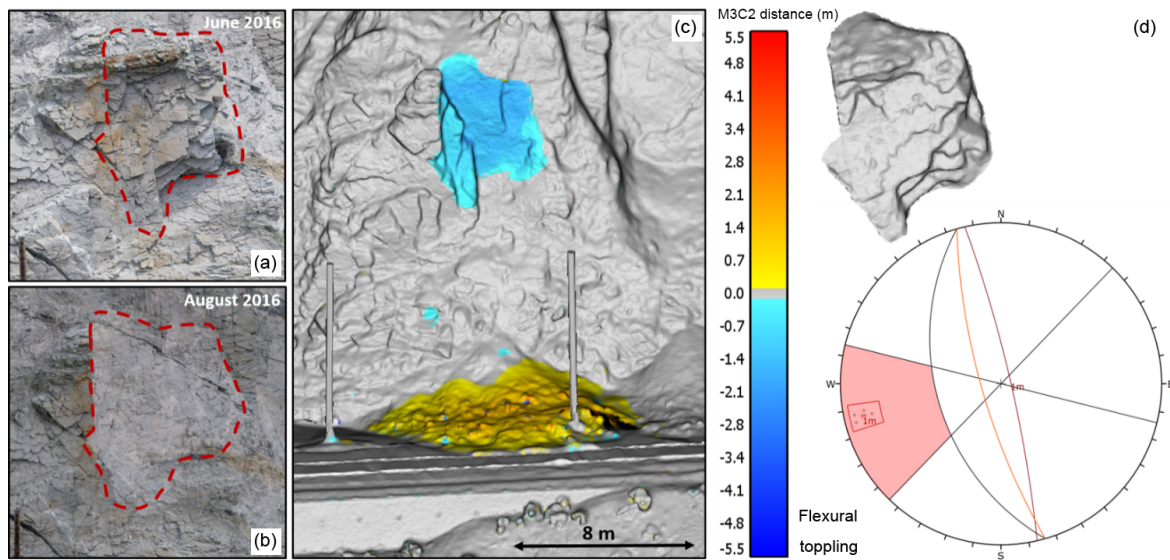 June 2016
(a)
August 2016
(b)
(c)
8 m
M3C2 distance (m)
5.5
4.8
4.1
3.4
2.8
2.1
1.4
0.7
0.0
-0.7
-1.4
-2.1
-2.8
-3.4
-4.1
-4.8
-5.5
(d)
N
W
E
S
1m
1m
Flexural
toppling